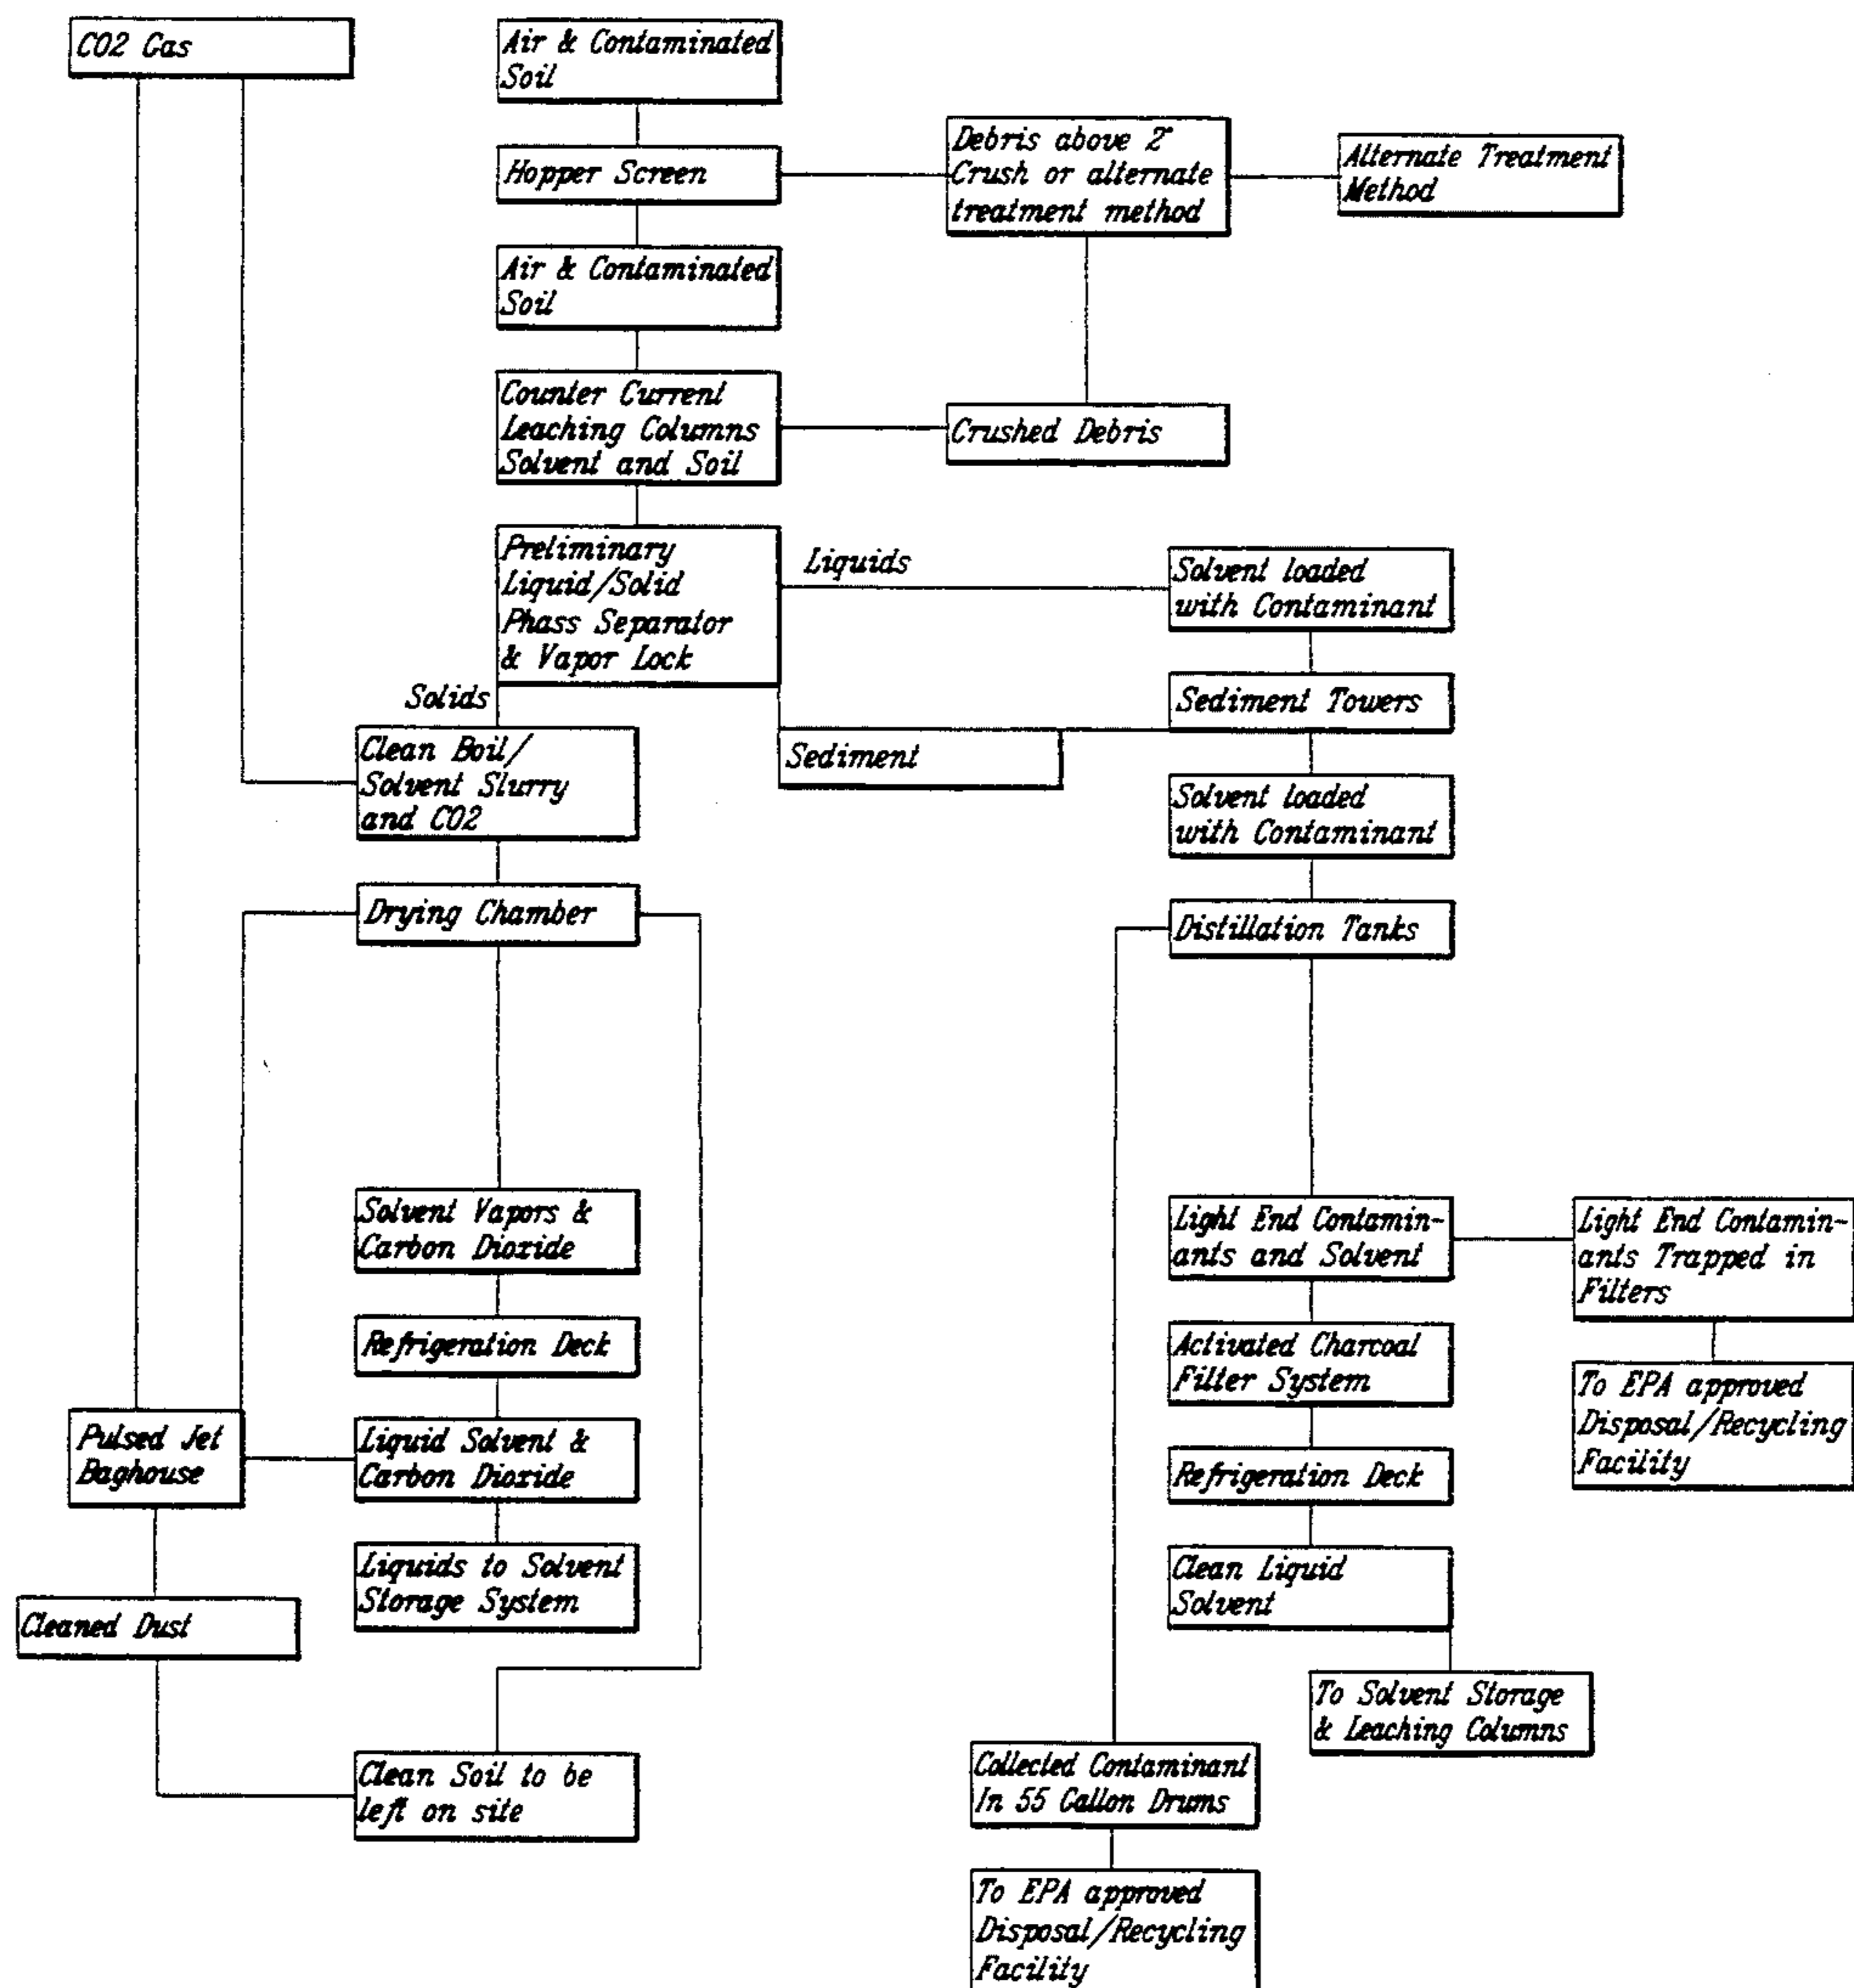 CO2 Gas
Air & Contaminated
Soil
Hopper Screen
Debris above 2"
Crush or alternate
treatment method
Alternate Treatment
Method
Air & Contaminated
Soil
Counter Current
Leaching Columns
Solvent and Soil
Crushed Debris
Preliminary
Liquid/Solid
Phass Separator
& Vapor Lock
Liquids
Solvent loaded
with Contaminant
Solids
Sediment Towers
Clean Boil/
Solvent Slurry
and CO2
Sediment
Solvent loaded
with Contaminant
Drying Chamber
Distillation Tanks
Solvent Vapors &
Carbon Dioxide
Light End Contamin-
ants and Solvent
Light End Contamin-
ants Trapped in
Filters
Refrigeration Deck
Activated Charcoal
Filter System
To EPA approved
Disposal/Recycling
Facility
Pulsed Jet
Baghouse
Liquid Solvent &
Carbon Dioxide
Refrigeration Deck
Liquids to Solvent
Storage System
Clean Liquid
Solvent
Cleaned Dust
To Solvent Storage
& Leaching Columns
Clean Soil to be
left on site
Collected Contaminant
In 55 Gallon Drums
To EPA approved
Disposal/Recycling
Facility